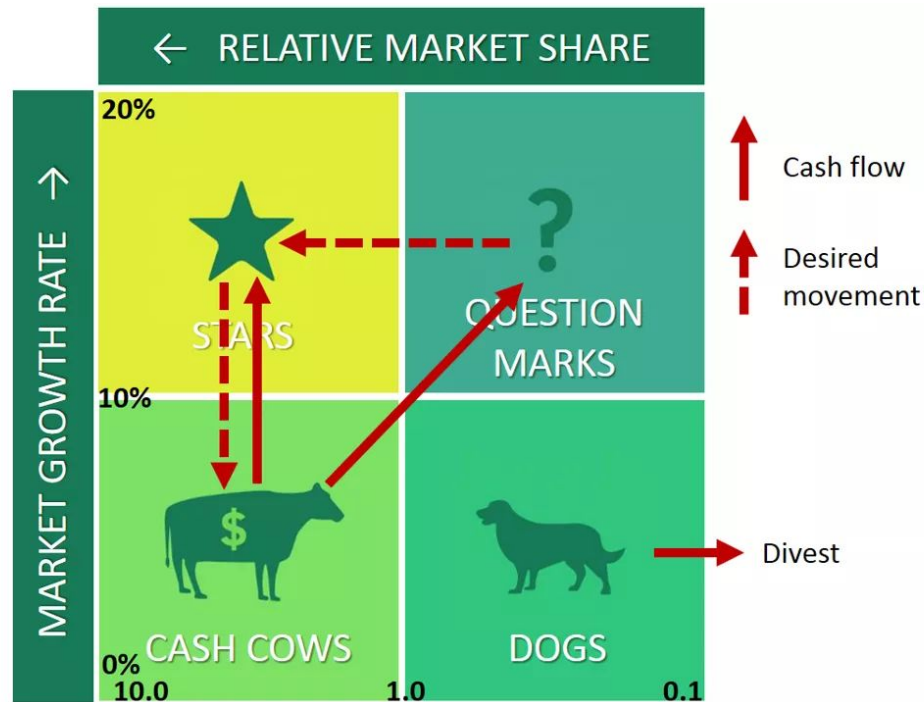 ← RELATIVE MARKET SHARE
MARKET GROWTH RATE →
20%
STARS
?
QUESTION
MARKS
Cash flow
Desired
movement
10%
$
CASH COWS
DOGS
Divest
0%
10.0
1.0
0.1